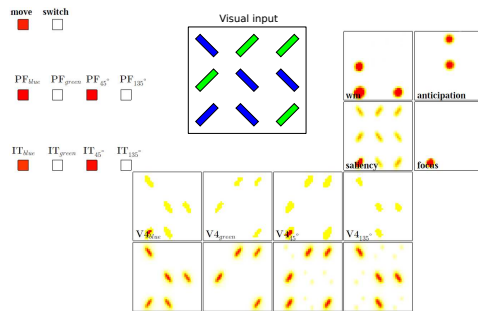 move switch
Visual input
PF_blue PF_green PF_45° PF_135°
wm anticipation
IT_blue IT_green IT_45° IT_135°
saliency focus
V4_blue V4_green V4_45° V4_135°